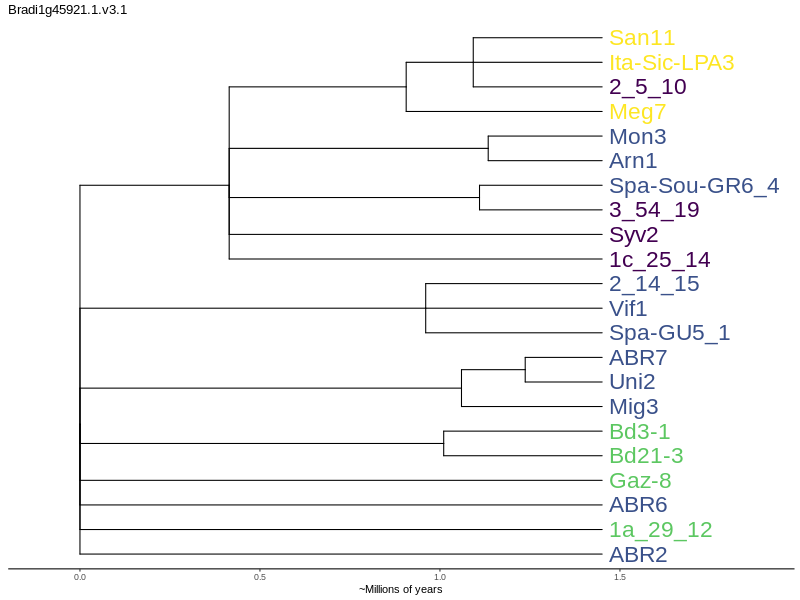 Bradi1g45921.1.v3.1
San11
Ita-Sic-LPA3
2_5_10
Meg7
Mon3
Arn1
Spa-Sou-GR6_4
3_54_19
Syv2
1c_25_14
2_14_15
Vif1
Spa-GU5_1
ABR7
Uni2
Mig3
Bd3-1
Bd21-3
Gaz-8
ABR6
1a_29_12
ABR2
0.0 0.5 1.0 1.5
~Millions of years